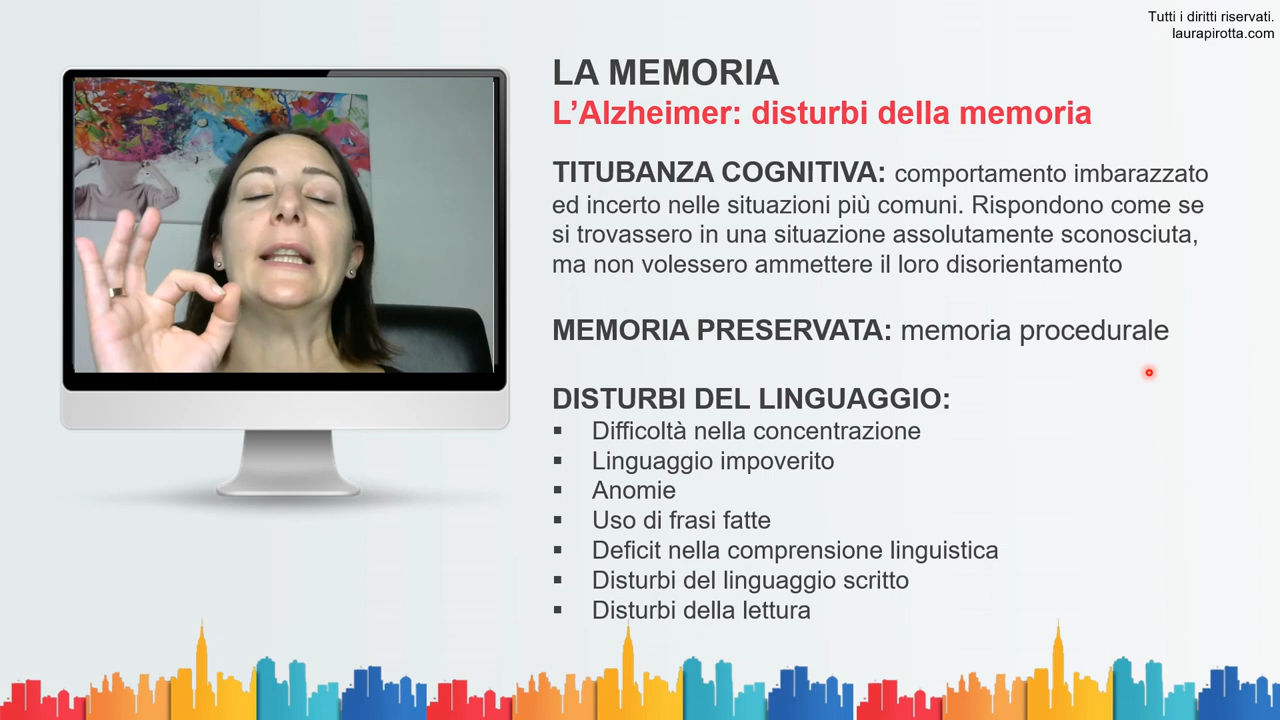 Tutti i diritti riservati.
laurapirotta.com
LA MEMORIA
L’Alzheimer: disturbi della memoria
TITUBANZA COGNITIVA: comportamento imbarazzato
ed incerto nelle situazioni più comuni. Rispondono come se
si trovassero in una situazione assolutamente sconosciuta,
ma non volessero ammettere il loro disorientamento
MEMORIA PRESERVATA: memoria procedurale
DISTURBI DEL LINGUAGGIO:
▪ Difficoltà nella concentrazione
▪ Linguaggio impoverito
▪ Anomie
▪ Uso di frasi fatte
▪ Deficit nella comprensione linguistica
▪ Disturbi del linguaggio scritto
▪ Disturbi della lettura